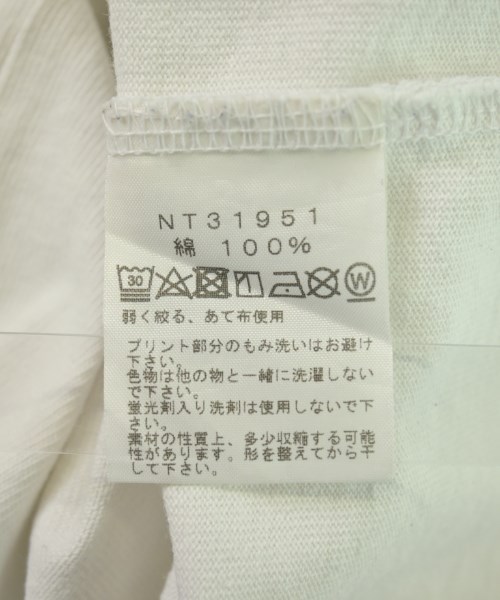 NT31951
綿 100%
30 W
弱く絞る、あて布使用
プリント部分のもみ洗いはお避け
下さい。
色物は他の物と一緒に洗濯しない
で下さい。
蛍光剤入り洗剤は使用しないで下
さい。
素材の性質上、多少収縮する可能
性があります。形を整えてから干
して下さい。